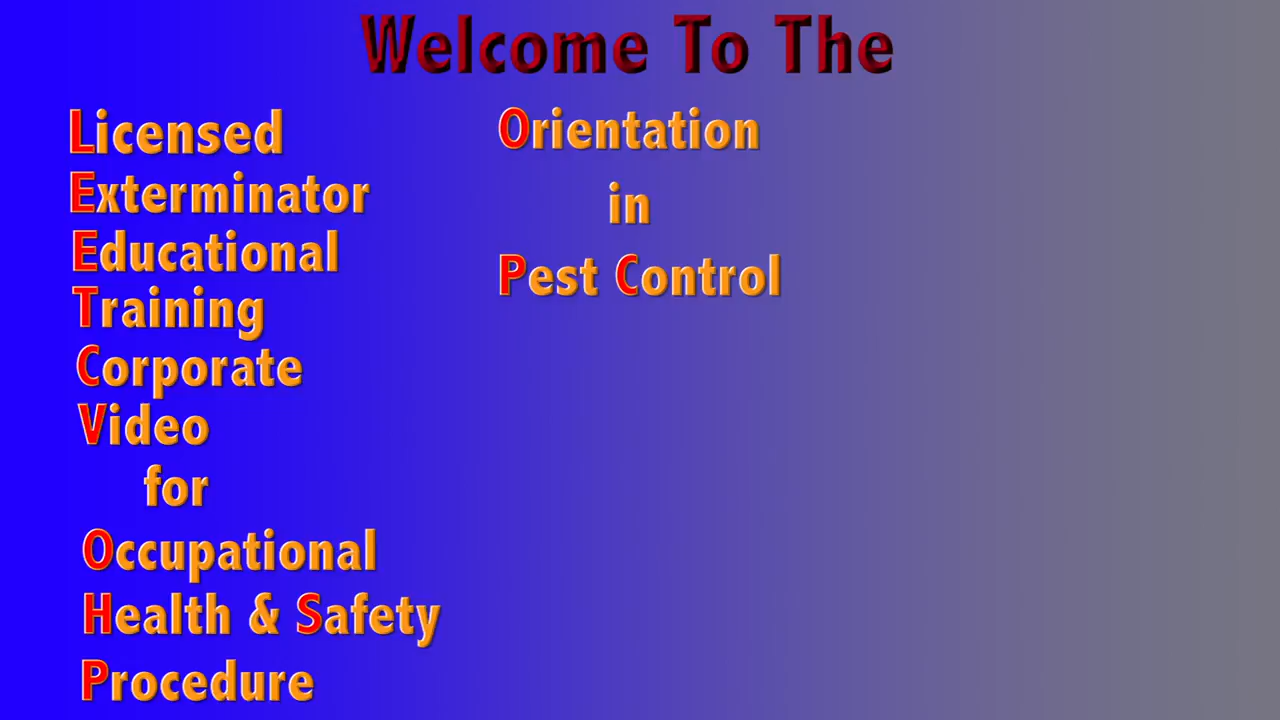 Welcome To The
Licensed
Exterminator
Educational
Training
Corporate
Video
for
Occupational
Health & Safety
Procedure
Orientation
in
Pest Control